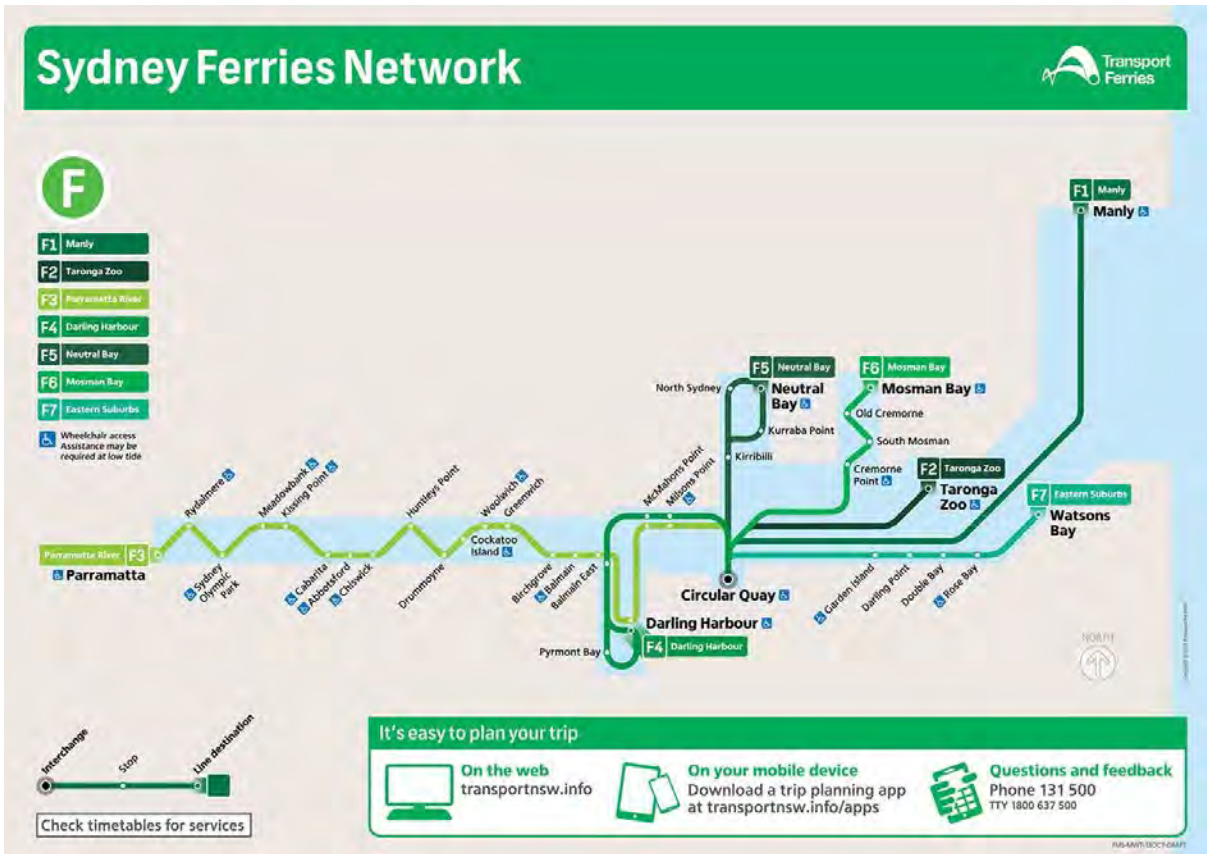 Sydney Ferries Network
Transport
Ferries
F
F1 Manly
F2 Taronga Zoo
F3 Parramatta River
F4 Darling Harbour
F5 Neutral Bay
F6 Mosman Bay
F7 Eastern Suburbs
Wheelchair access
Assistance may be
required at low tide
F1 Manly
Manly
F5 Neutral Bay
North Sydney
Neutral
Bay
Kurraba Point
Kirribilli
F6 Mosman Bay
Mosman Bay
Old Cremorne
South Mosman
Cremorne
Point
F2 Taronga Zoo
Taronga
Zoo
F7 Eastern Suburbs
Watsons
Bay
Parramatta River F3
Parramatta
Rydalmere
Sydney
Olympic
Park
Meadowbank
Kissing Point
Cabarita
Abbotsford
Chiswick
Huntleys Point
Drummoyne
Woolwich
Greenwich
Cockatoo
Island
Birchgrove
Balmain
Balmain East
McMahons Point
Milsons Point
Circular Quay
Garden Island
Darling Point
Double Bay
Rose Bay
Darling Harbour
F4 Darling Harbour
Pyrmont Bay
NORTH
Interchange
Stop
Line destination
Check timetables for services
It's easy to plan your trip
On the web
transportnsw.info
On your mobile device
Download a trip planning app
at transportnsw.info/apps
Questions and feedback
Phone 131 500
TTY 1800 637 500